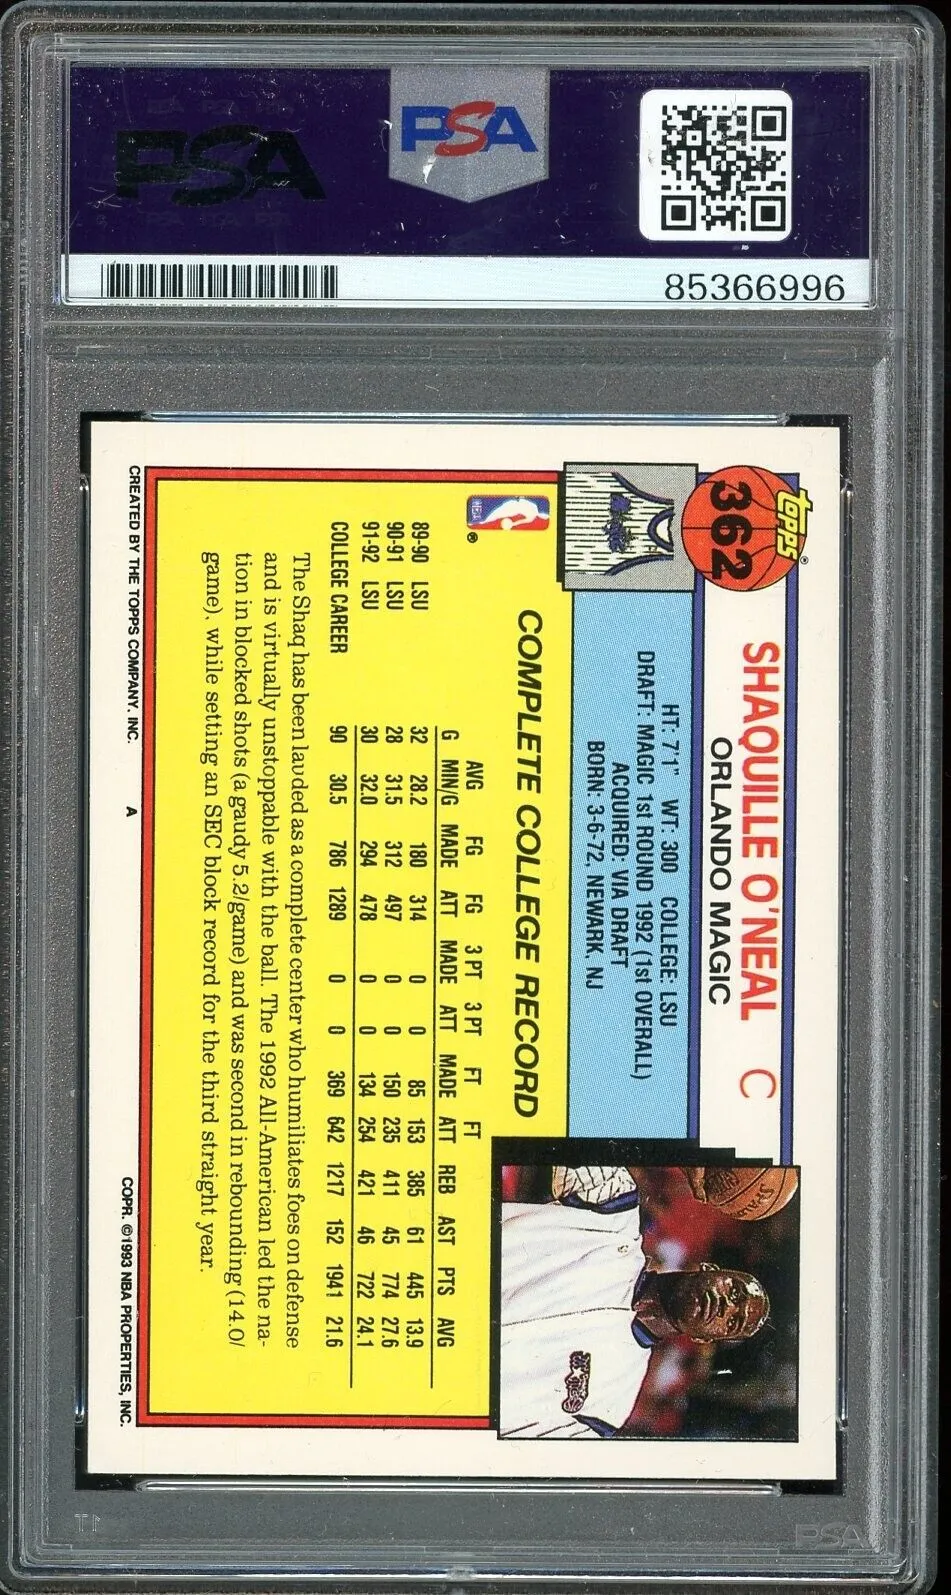 PSA
PSA
85366996
topps®
362
SHAQUILLE O'NEAL C
ORLANDO MAGIC
HT: 7'1" WT: 300 COLLEGE: LSU
DRAFT: MAGIC 1st ROUND 1992 (1st OVERALL)
ACQUIRED: VIA DRAFT
BORN: 3-6-72, NEWARK, NJ
COMPLETE COLLEGE RECORD
NBA ®
AVG FG FG 3 PT 3 PT FT FT
G MIN/G MADE ATT MADE ATT MADE ATT REB AST PTS AVG
89-90 LSU 32 28.2 180 314 0 0 85 153 385 61 445 13.9
90-91 LSU 28 31.5 312 497 0 0 150 235 411 45 774 27.6
91-92 LSU 30 32.0 294 478 0 0 134 254 421 46 722 24.1
COLLEGE CAREER 90 30.5 786 1289 0 0 369 642 1217 152 1941 21.6
The Shaq has been lauded as a complete center who humiliates foes on defense
and is virtually unstoppable with the ball. The 1992 All-American led the na-
tion in blocked shots (a gaudy 5.2/game) and was second in rebounding (14.0/
game), while setting an SEC block record for the third straight year.
CREATED BY THE TOPPS COMPANY, INC. A COPR. ©1993 NBA PROPERTIES, INC.
PSA